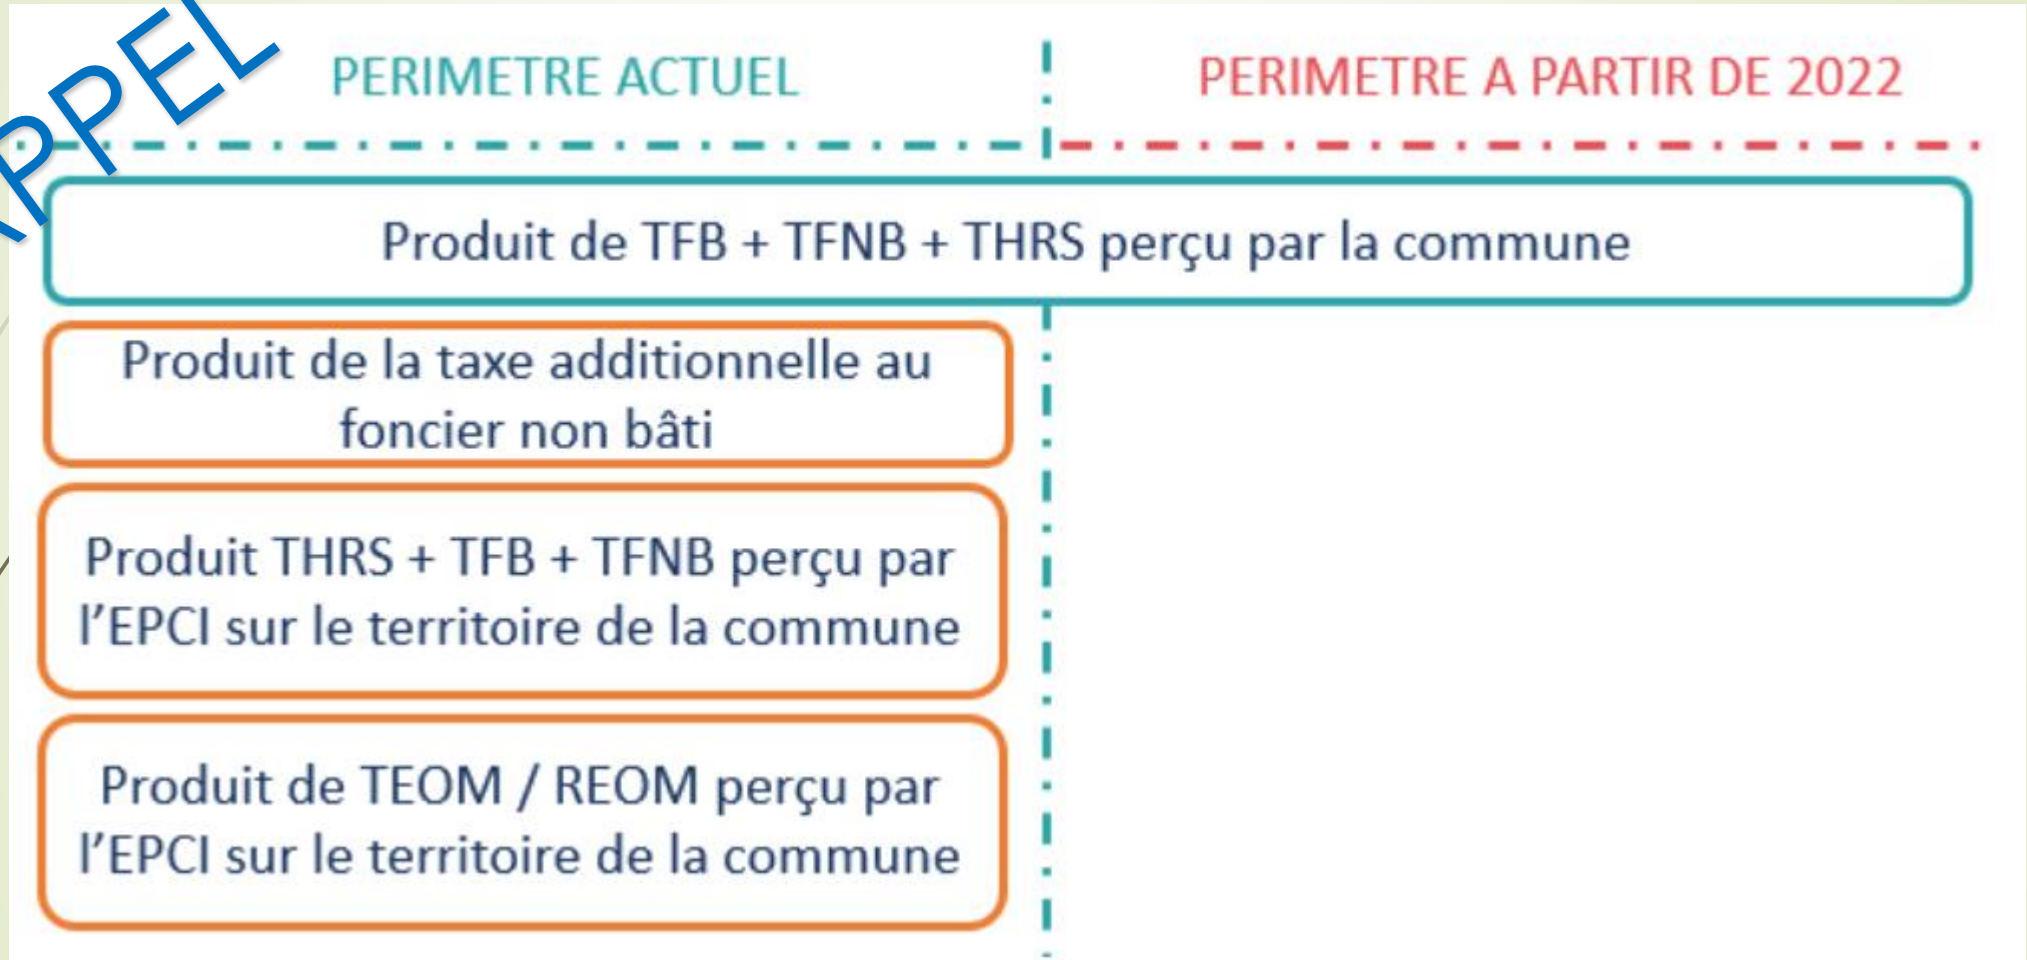 PERIMETRE ACTUEL
PERIMETRE A PARTIR DE 2022
Produit de TFB + TFNB + THRS perçu par la commune
Produit de la taxe additionnelle au
foncier non bâti
Produit THRS + TFB + TFNB perçu par
l’EPCI sur le territoire de la commune
Produit de TEOM / REOM perçu par
l’EPCI sur le territoire de la commune